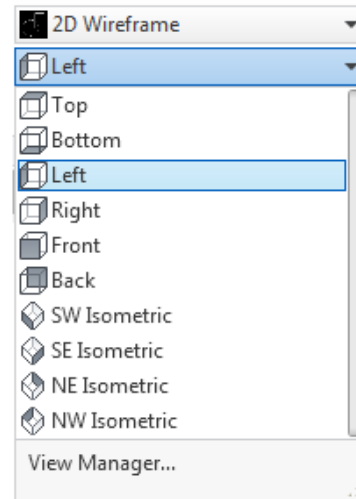 2D Wireframe
Left
Top
Bottom
Left
Right
Front
Back
SW Isometric
SE Isometric
NE Isometric
NW Isometric
View Manager...